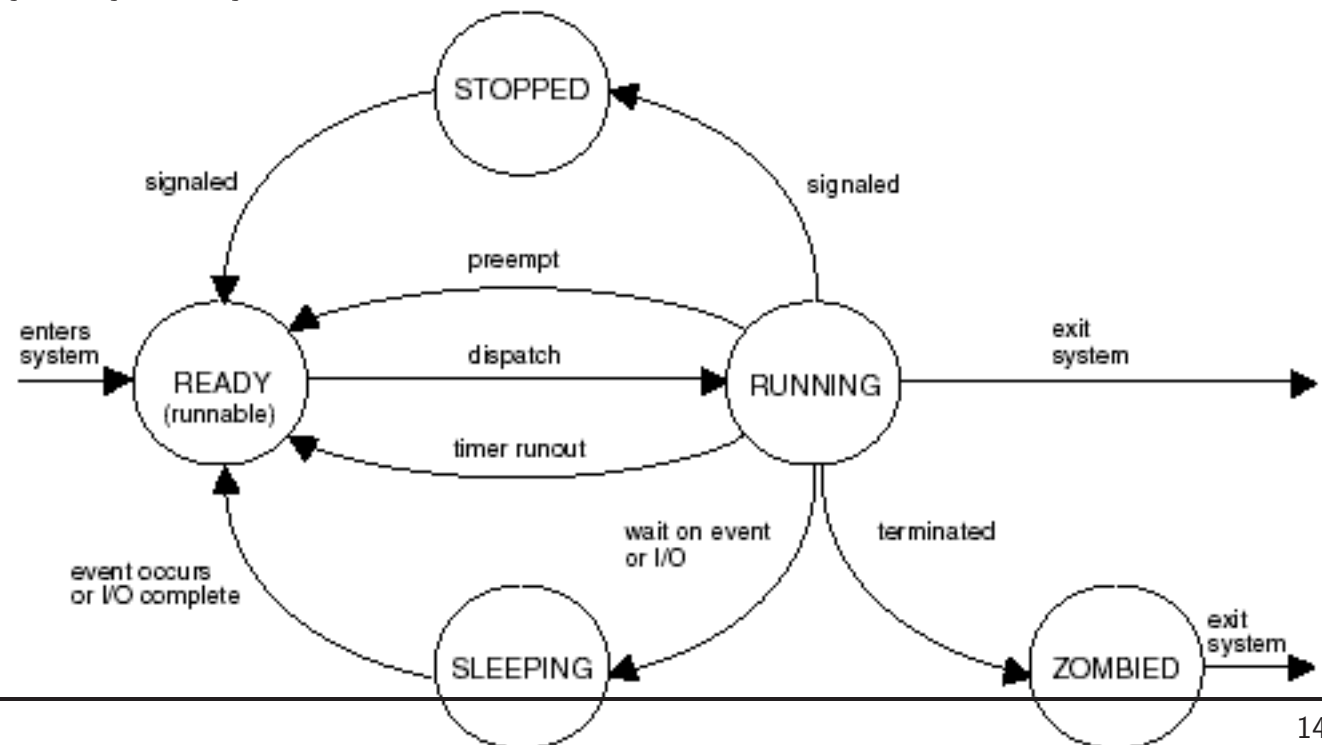 STOPPED
signaled
signaled
preempt
enters
system
dispatch
exit
system
READY
(runnable)
RUNNING
timer runout
wait on event
or I/O
terminated
event occurs
or I/O complete
SLEEPING
ZOMBIED
exit
system
14